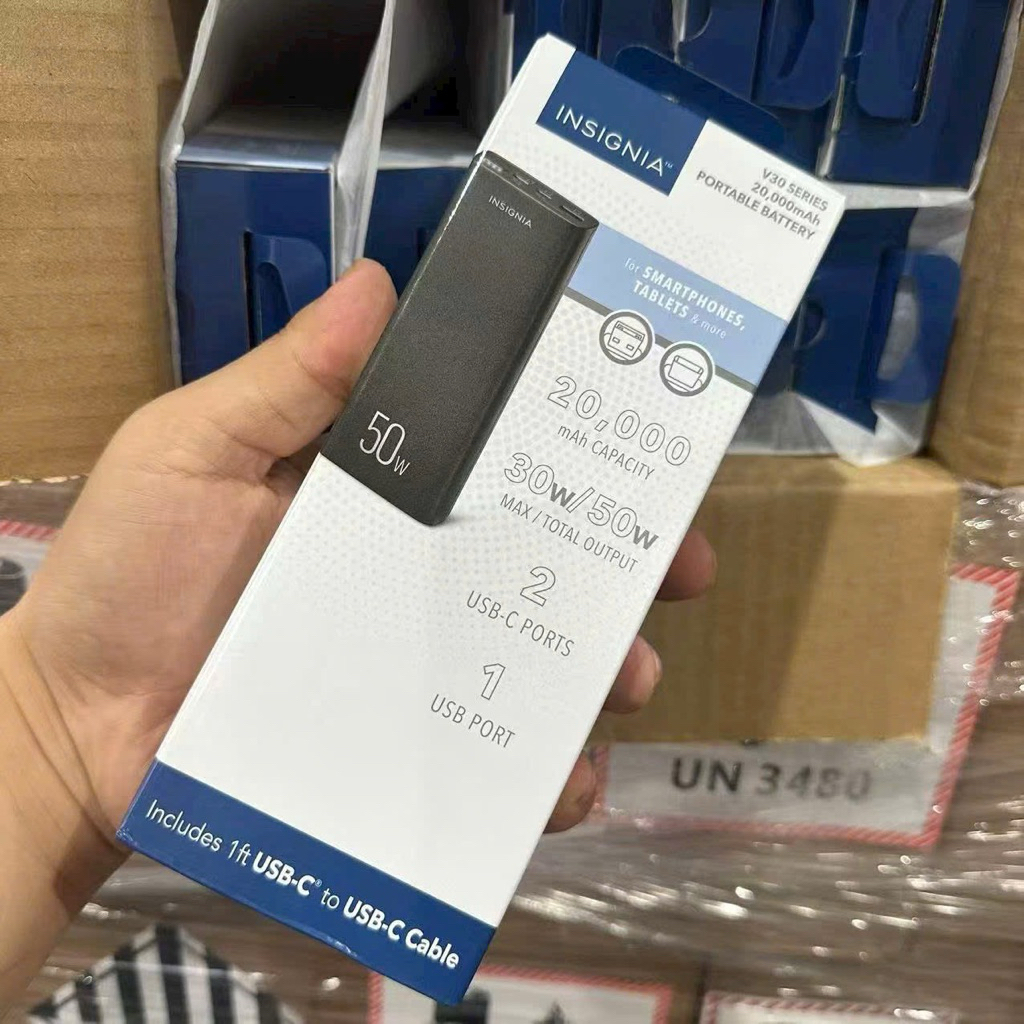 INSIGNIA™
V30 SERIES
20,000mAh
PORTABLE BATTERY
INSIGNIA
for SMARTPHONES,
TABLETS & more
20,000
mAh CAPACITY
50w
30w/50w
MAX / TOTAL OUTPUT
2
USB-C PORTS
1
USB PORT
Includes 1ft USB-C® to USB-C Cable
UN 3480